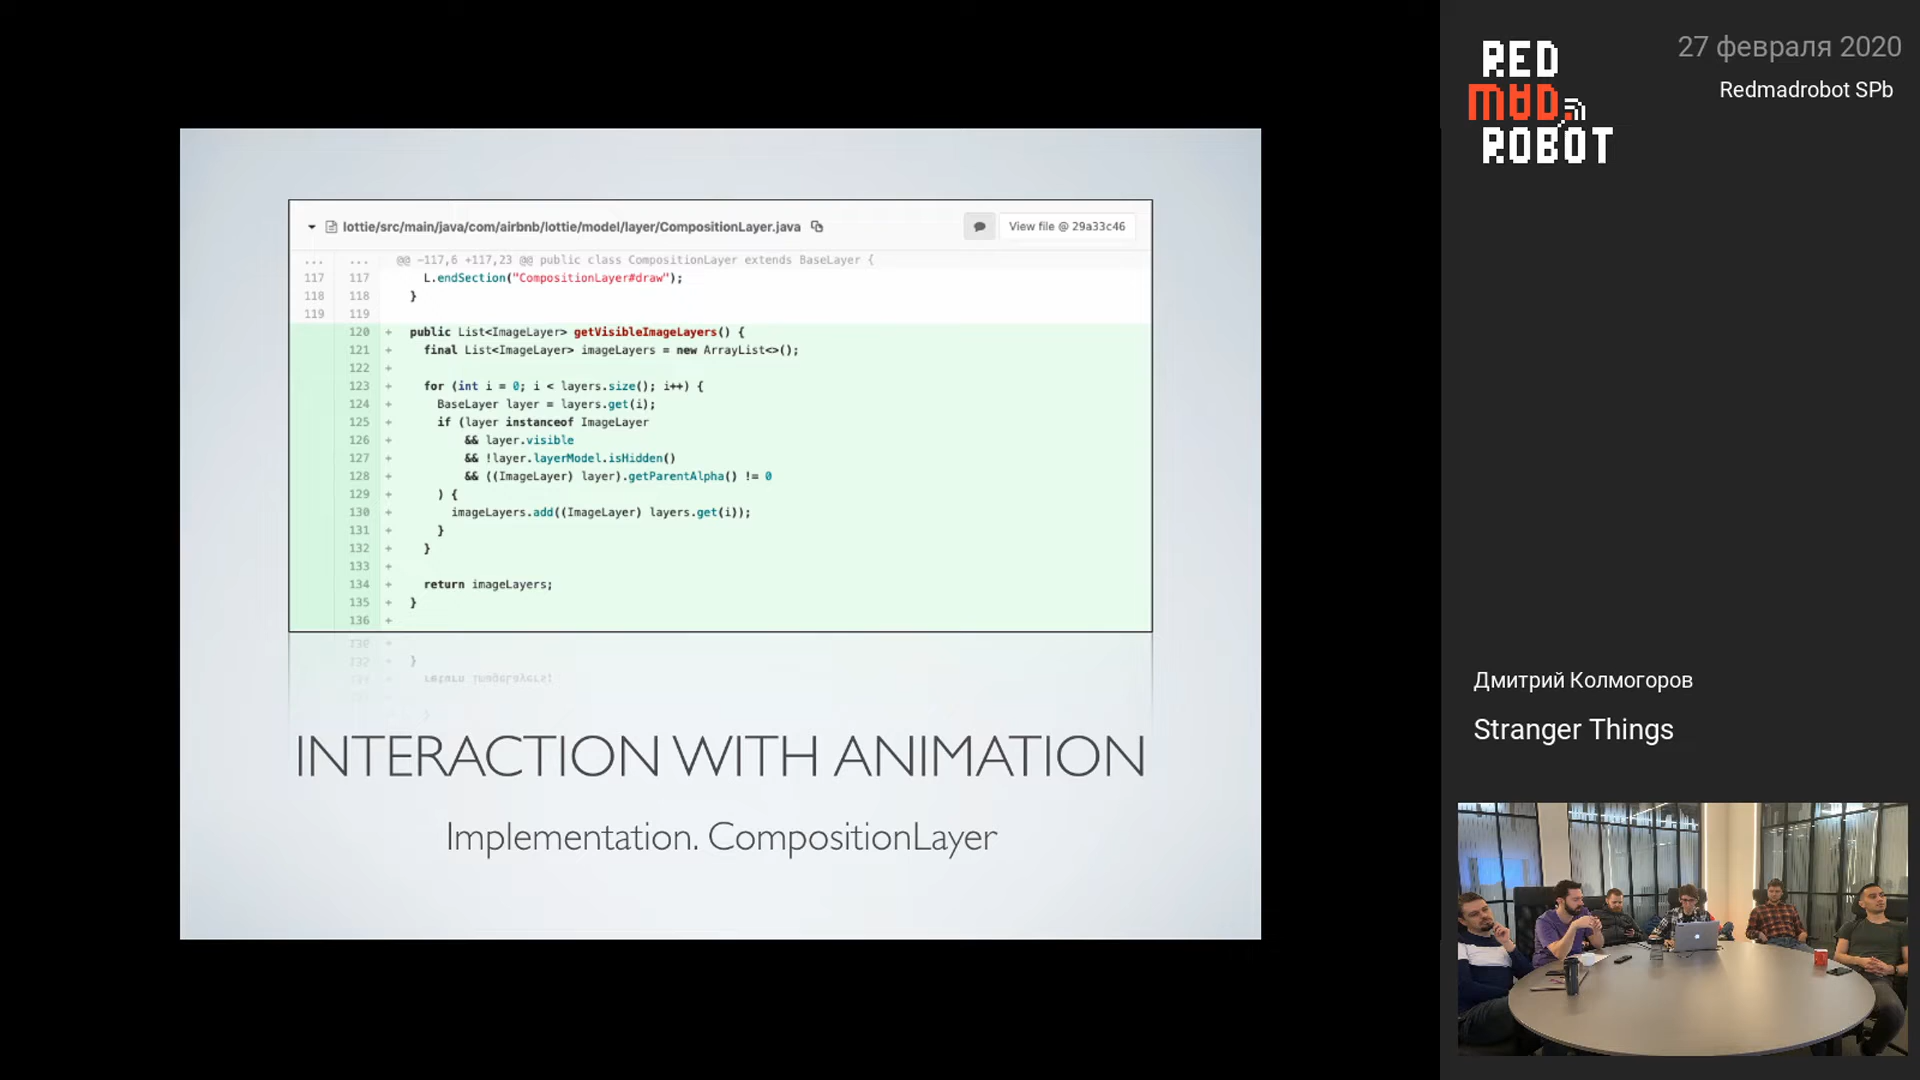 lottie/src/main/java/com/airbnb/lottie/model/layer/CompositionLayer.java
View file @ 29a33c46
... ... @@ -117,6 +117,23 @@ public class CompositionLayer extends BaseLayer {
117 117 L.endSection("CompositionLayer#draw");
118 118 }
119 119
120 + public List<ImageLayer> getVisibleImageLayers() {
121 + final List<ImageLayer> imageLayers = new ArrayList<>();
122 +
123 + for (int i = 0; i < layers.size(); i++) {
124 + BaseLayer layer = layers.get(i);
125 + if (layer instanceof ImageLayer
126 + && layer.visible
127 + && !layer.layerModel.isHidden()
128 + && ((ImageLayer) layer).getParentAlpha() != 0
129 + ) {
130 + imageLayers.add((ImageLayer) layers.get(i));
131 + }
132 + }
133 +
134 + return imageLayers;
135 + }
136 +
INTERACTION WITH ANIMATION
Implementation. CompositionLayer
RED
MAD
ROBOT
27 февраля 2020
Redmadrobot SPb
Дмитрий Колмогоров
Stranger Things